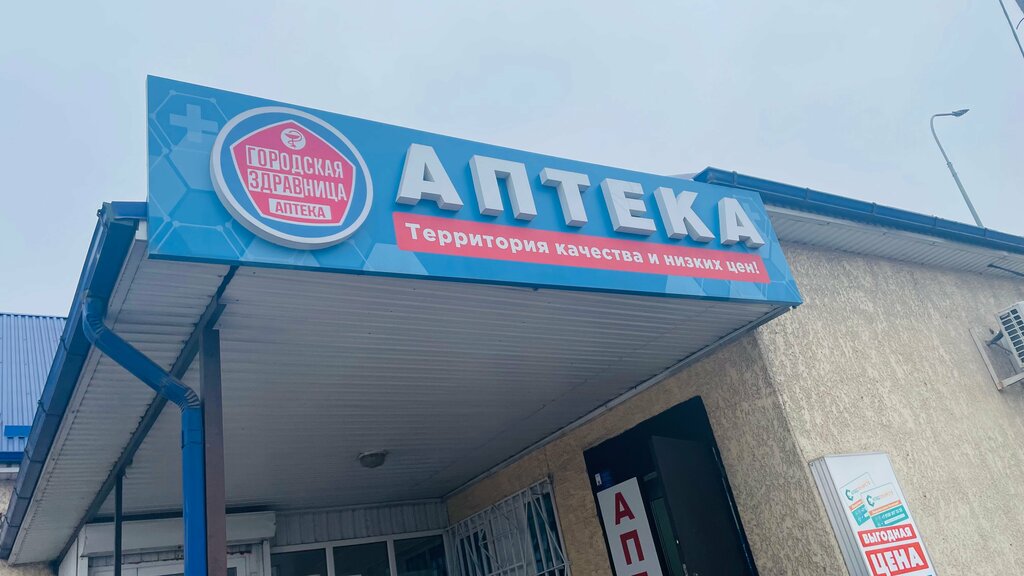 ГОРОДСКАЯ
ЗДРАВНИЦА
АПТЕКА
АПТЕКА
Территория качества и низких цен!
АП
ВЫГОДНАЯ
ЦЕНА